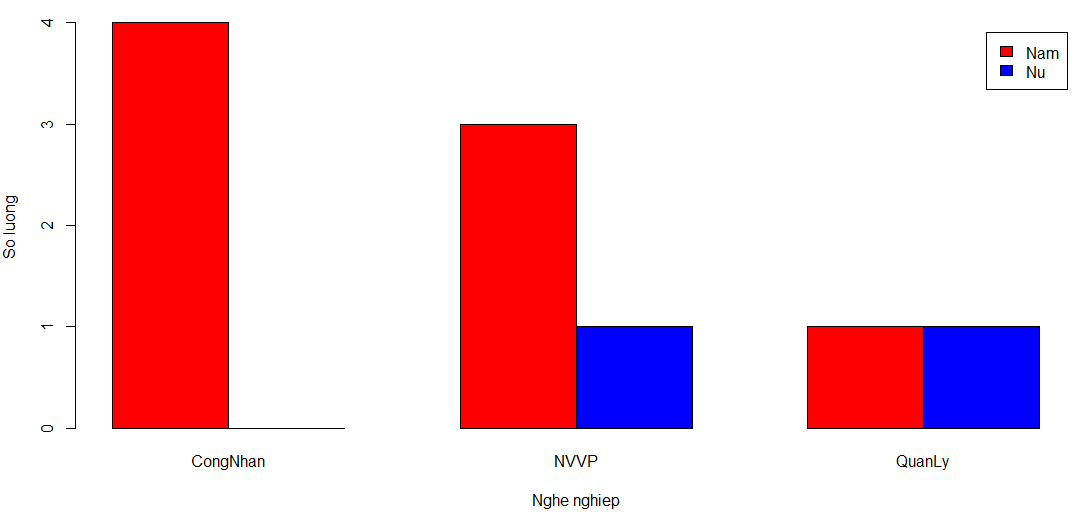 4
3
2
1
0
So luong
Nam
Nu
CongNhan
NVVP
QuanLy
Nghe nghiep